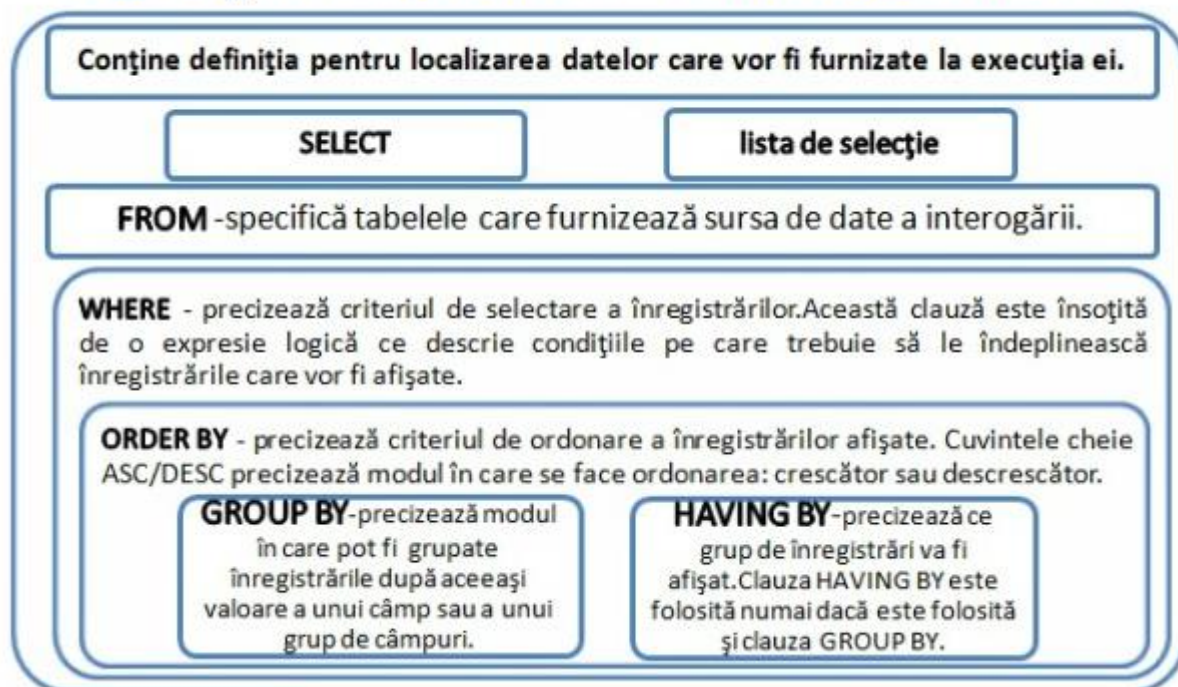 Conţine definiţia pentru localizarea datelor care vor fi furnizate la execuţia ei.
SELECT
lista de selecţie
FROM -specifică tabelele care furnizează sursa de date a interogării.
WHERE - precizează criteriul de selectare a înregistrărilor.Această clauză este însoţită
de o expresie logică ce descrie condiţiile pe care trebuie să le îndeplinească
înregistrările care vor fi afişate.
ORDER BY - precizează criteriul de ordonare a înregistrărilor afişate. Cuvintele cheie
ASC/DESC precizează modul în care se face ordonarea: crescător sau descrescător.
GROUP BY-precizează modul
în care pot fi grupate
înregistrările după aceeaşi
valoare a unui câmp sau a unui
grup de câmpuri.
HAVING BY-precizează ce
grup de înregistrări va fi
afişat.Clauza HAVING BY este
folosită numai dacă este folosită
şi clauza GROUP BY.